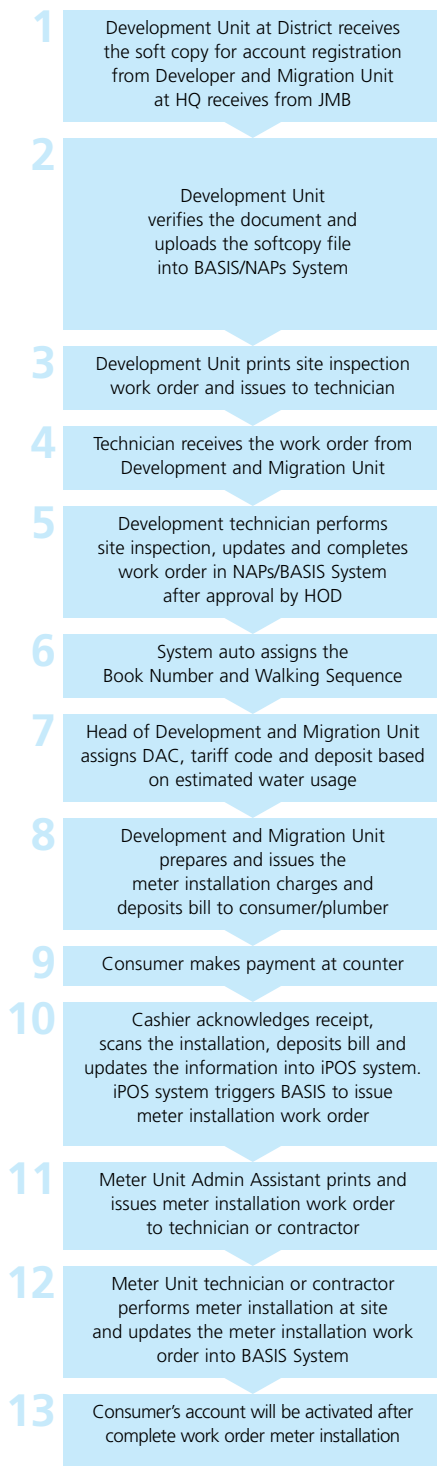 1
Development Unit at District receives
the soft copy for account registration
from Developer and Migration Unit
at HQ receives from JMB
2
Development Unit
verifies the document and
uploads the softcopy file
into BASIS/NAPs System
3
Development Unit prints site inspection
work order and issues to technician
4
Technician receives the work order from
Development and Migration Unit
5
Development technician performs
site inspection, updates and completes
work order in NAPs/BASIS System
after approval by HOD
6
System auto assigns the
Book Number and Walking Sequence
7
Head of Development and Migration Unit
assigns DAC, tariff code and deposit based
on estimated water usage
8
Development and Migration Unit
prepares and issues the
meter installation charges and
deposits bill to consumer/plumber
9
Consumer makes payment at counter
10
Cashier acknowledges receipt,
scans the installation, deposits bill and
updates the information into iPOS system.
iPOS system triggers BASIS to issue
meter installation work order
11
Meter Unit Admin Assistant prints and
issues meter installation work order
to technician or contractor
12
Meter Unit technician or contractor
performs meter installation at site
and updates the meter installation work
order into BASIS System
13
Consumer's account will be activated after
complete work order meter installation